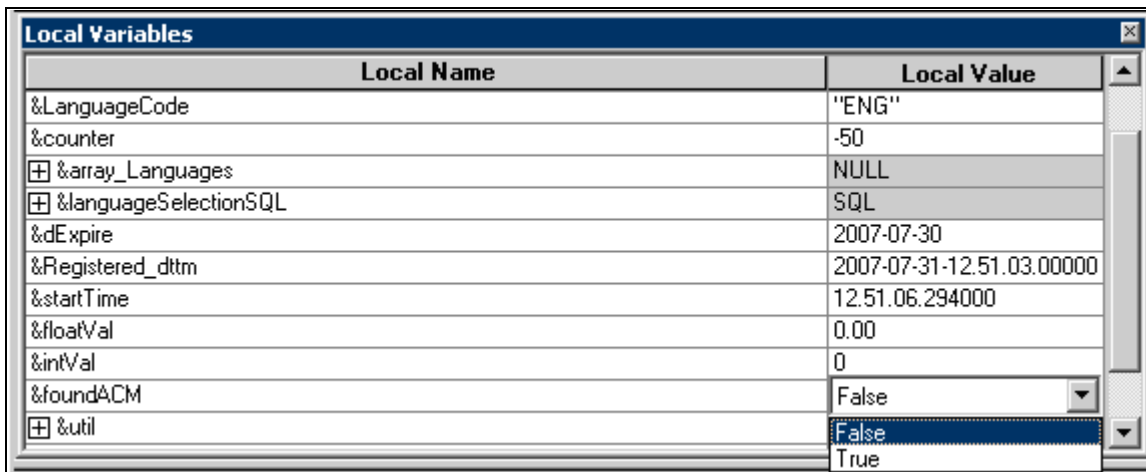 Local Variables
Local Name Local Value
&LanguageCode "ENG"
&counter -50
&array_Languages NULL
&languageSelectionSQL SQL
&dExpire 2007-07-30
&Registered_dttm 2007-07-31-12.51.03.00000
&startTime 12.51.06.294000
&floatVal 0.00
&intVal 0
&foundACM False
&util False
True